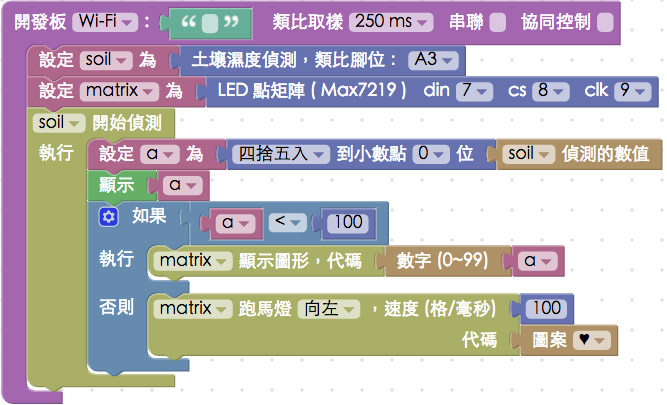 開發板 Wi-Fi : “ ” 類比取樣 250 ms 串聯 協同控制
設定 soil 為 土壤濕度偵測，類比腳位： A3
設定 matrix 為 LED 點矩陣 ( Max7219 ) din 7 cs 8 clk 9
soil 開始偵測
執行 設定 a 為 四捨五入 到小數點 0 位 soil 偵測的數值
顯示 a
如果 a < 100
執行 matrix 顯示圖形，代碼 數字 (0~99) a
否則 matrix 跑馬燈 向左 ，速度 (格/毫秒) 100
代碼 圖案 ♥